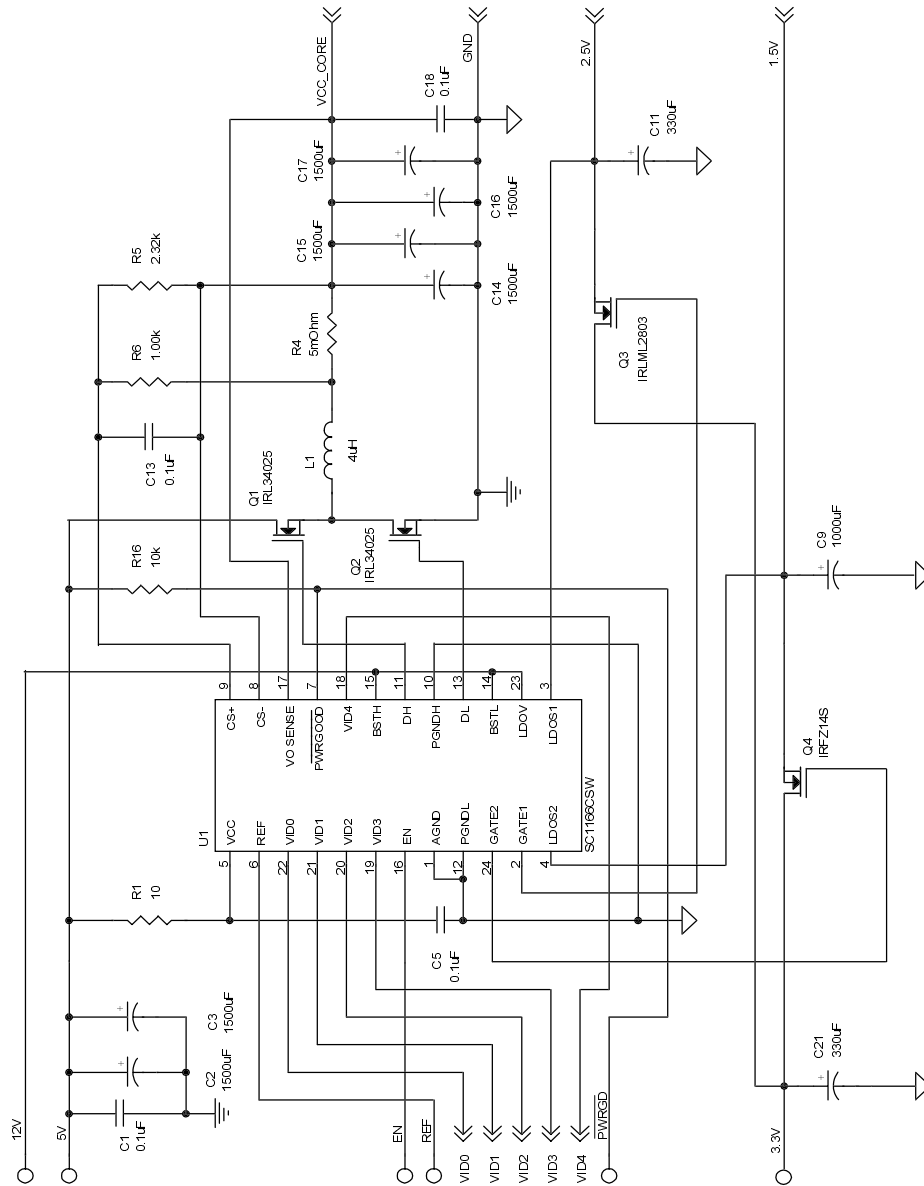 12V
5V
C1
0.1uF
C2
1500uF
C3
1500uF
R1
10
R16
10k
C13
0.1uF
R6
1.00k
R5
2.32k
Q1
IRL34025
Q2
IRL34025
L1
4uH
R4
5mOhm
C15
1500uF
C17
1500uF
C14
1500uF
C16
1500uF
C18
0.1uF
VCC_CORE
GND
U1
VCC
REF
VID0
VID1
VID2
VID3
EN
AGND
PGNDL
GATE2
GATE1
LDOS2
5
6
22
21
20
19
16
1
12
24
2
4
CS+
CS-
VO SENSE
PWRGOOD
VID4
BSTH
DH
PGNDH
DL
BSTL
LDOV
LDOS1
9
8
17
7
18
15
11
10
13
14
23
3
SC1166CSW
C5
0.1uF
EN
REF
VID0
VID1
VID2
VID3
VID4
PWRGD
Q3
IRLML2803
C11
330uF
2.5V
3.3V
C21
330uF
Q4
IRFZ14S
C9
1000uF
1.5V